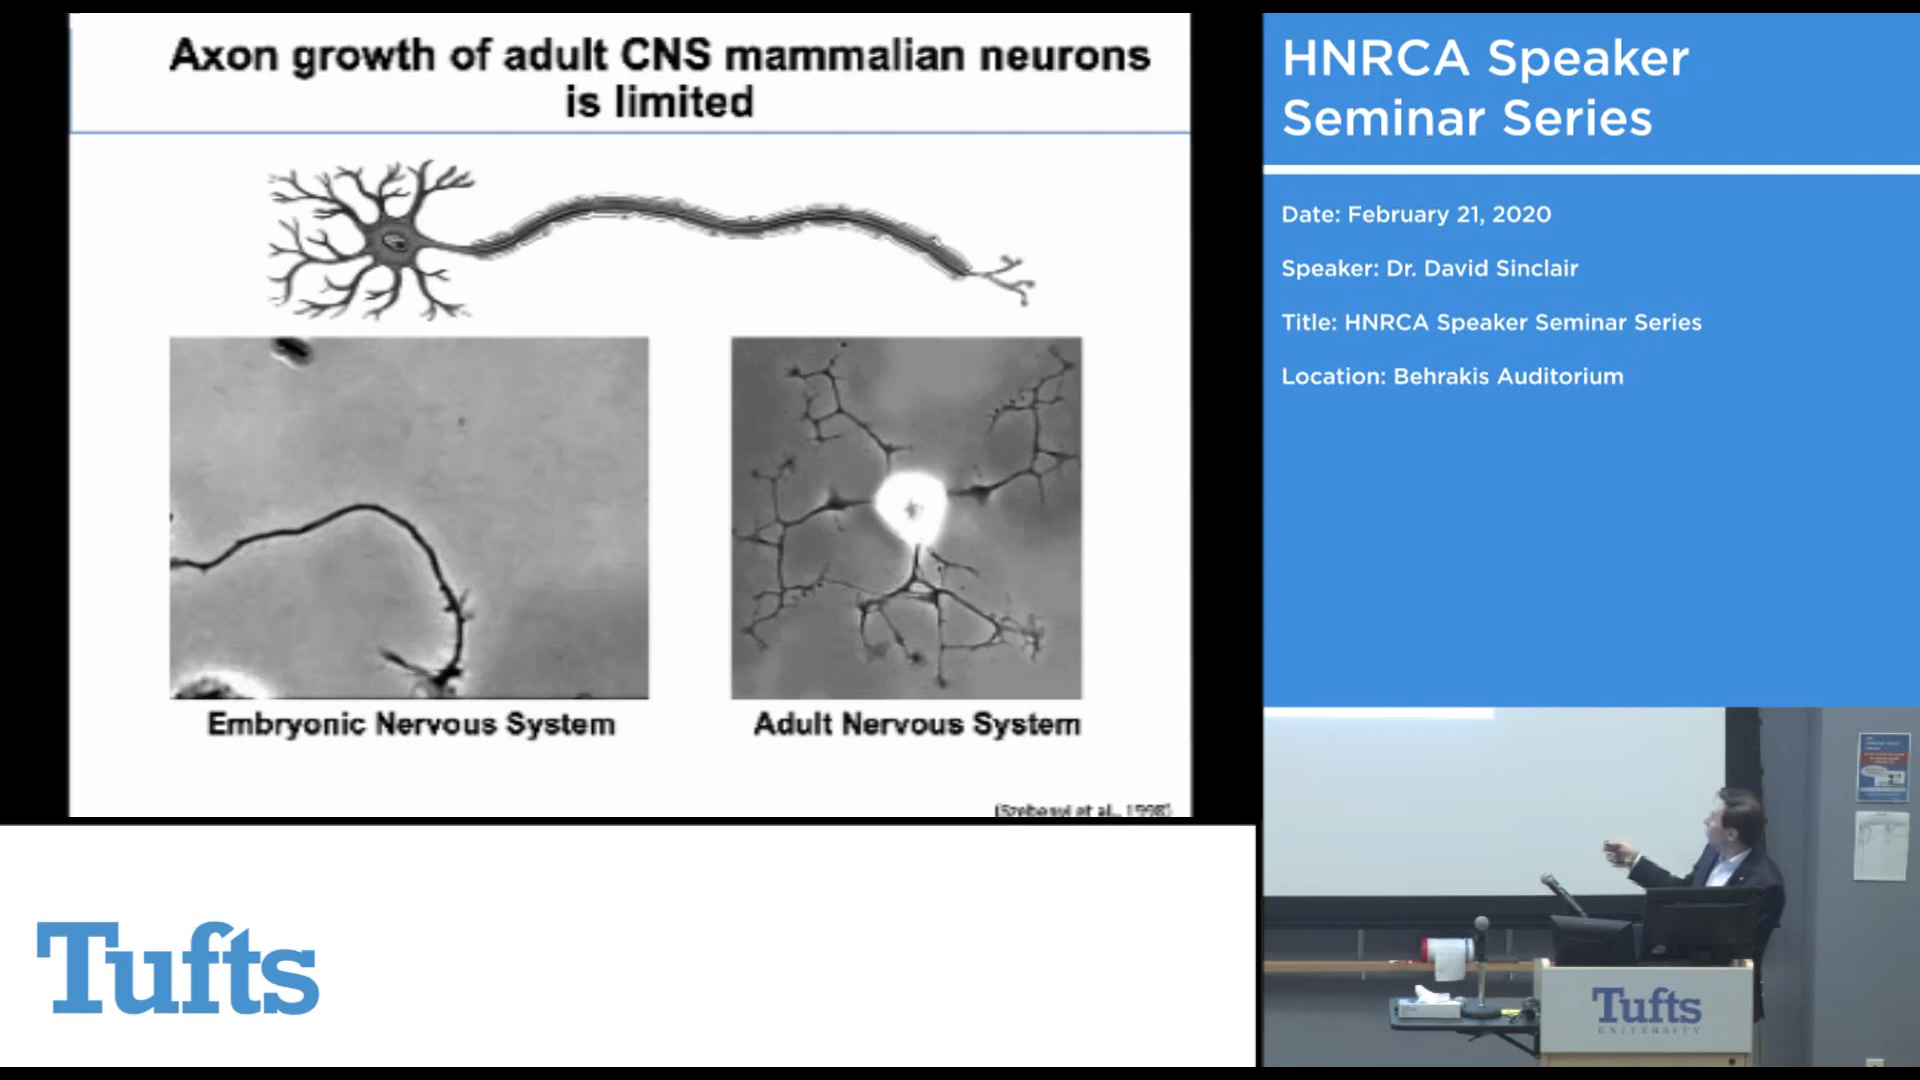 Axon growth of adult CNS mammalian neurons
is limited
Embryonic Nervous System
Adult Nervous System
(Szebenyi et al., 1998)
HNRCA Speaker
Seminar Series
Date: February 21, 2020
Speaker: Dr. David Sinclair
Title: HNRCA Speaker Seminar Series
Location: Behrakis Auditorium
Tufts
Tufts
UNIVERSITY